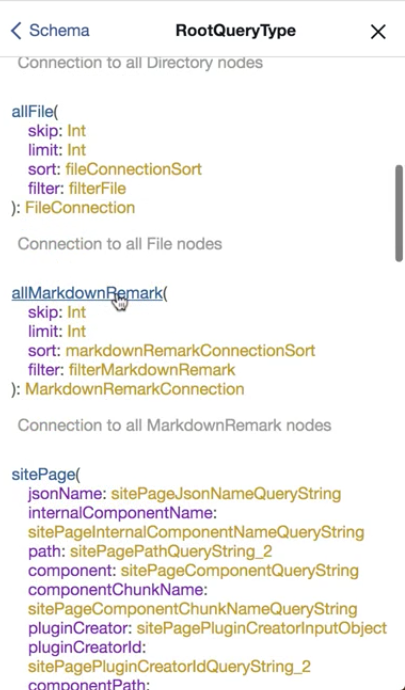 Schema
RootQueryType
Connection to all Directory nodes
allFile(
skip: Int
limit: Int
sort: fileConnectionSort
filter: filterFile
): FileConnection
Connection to all File nodes
allMarkdownRemark(
skip: Int
limit: Int
sort: markdownRemarkConnectionSort
filter: filterMarkdownRemark
): MarkdownRemarkConnection
Connection to all MarkdownRemark nodes
sitePage(
jsonName: sitePageJsonNameQueryString
internalComponentName:
sitePageInternalComponentNameQueryString
path: sitePagePathQueryString_2
component: sitePageComponentQueryString
componentChunkName:
sitePageComponentChunkNameQueryString
pluginCreator: sitePagePluginCreatorInputObject
pluginCreatorId:
sitePagePluginCreatorIdQueryString_2
componentPath: